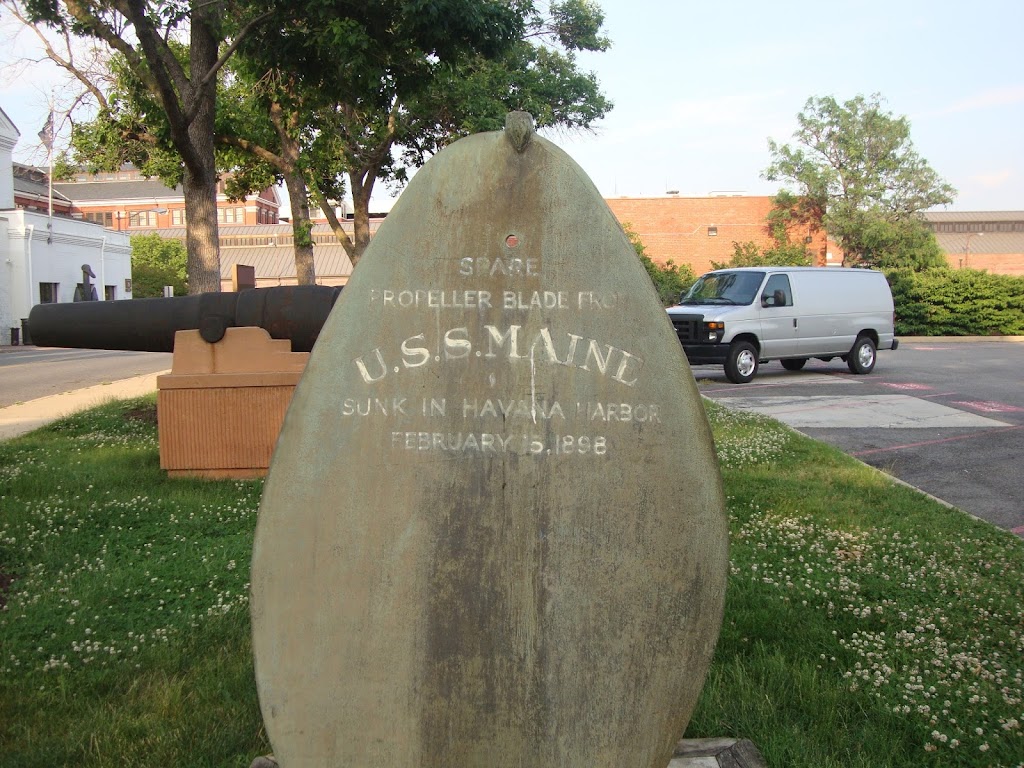 SPARE
PROPELLER BLADE FROM
U.S.S. MAINE
SUNK IN HAVANA HARBOR
FEBRUARY 15, 1898